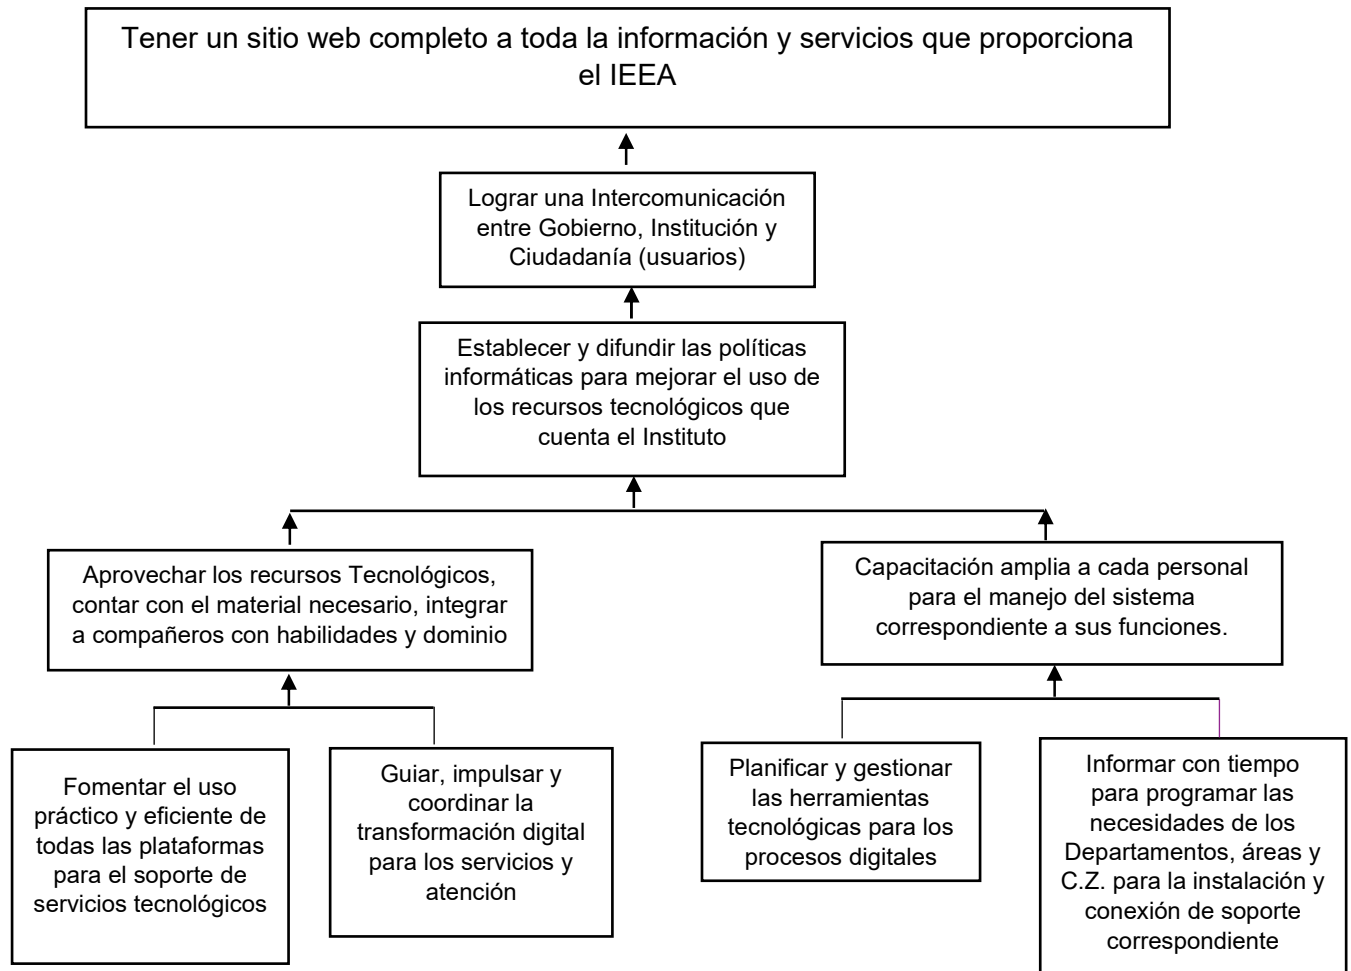 Tener un sitio web completo a toda la información y servicios que proporciona
el IEEA
Lograr una Intercomunicación
entre Gobierno, Institución y
Ciudadanía (usuarios)
Establecer y difundir las políticas
informáticas para mejorar el uso de
los recursos tecnológicos que
cuenta el Instituto
Aprovechar los recursos Tecnológicos,
contar con el material necesario, integrar
a compañeros con habilidades y dominio
Capacitación amplia a cada personal
para el manejo del sistema
correspondiente a sus funciones.
Fomentar el uso
práctico y eficiente de
todas las plataformas
para el soporte de
servicios tecnológicos
Guiar, impulsar y
coordinar la
transformación digital
para los servicios y
atención
Planificar y gestionar
las herramientas
tecnológicas para los
procesos digitales
Informar con tiempo
para programar las
necesidades de los
Departamentos, áreas y
C.Z. para la instalación y
conexión de soporte
correspondiente